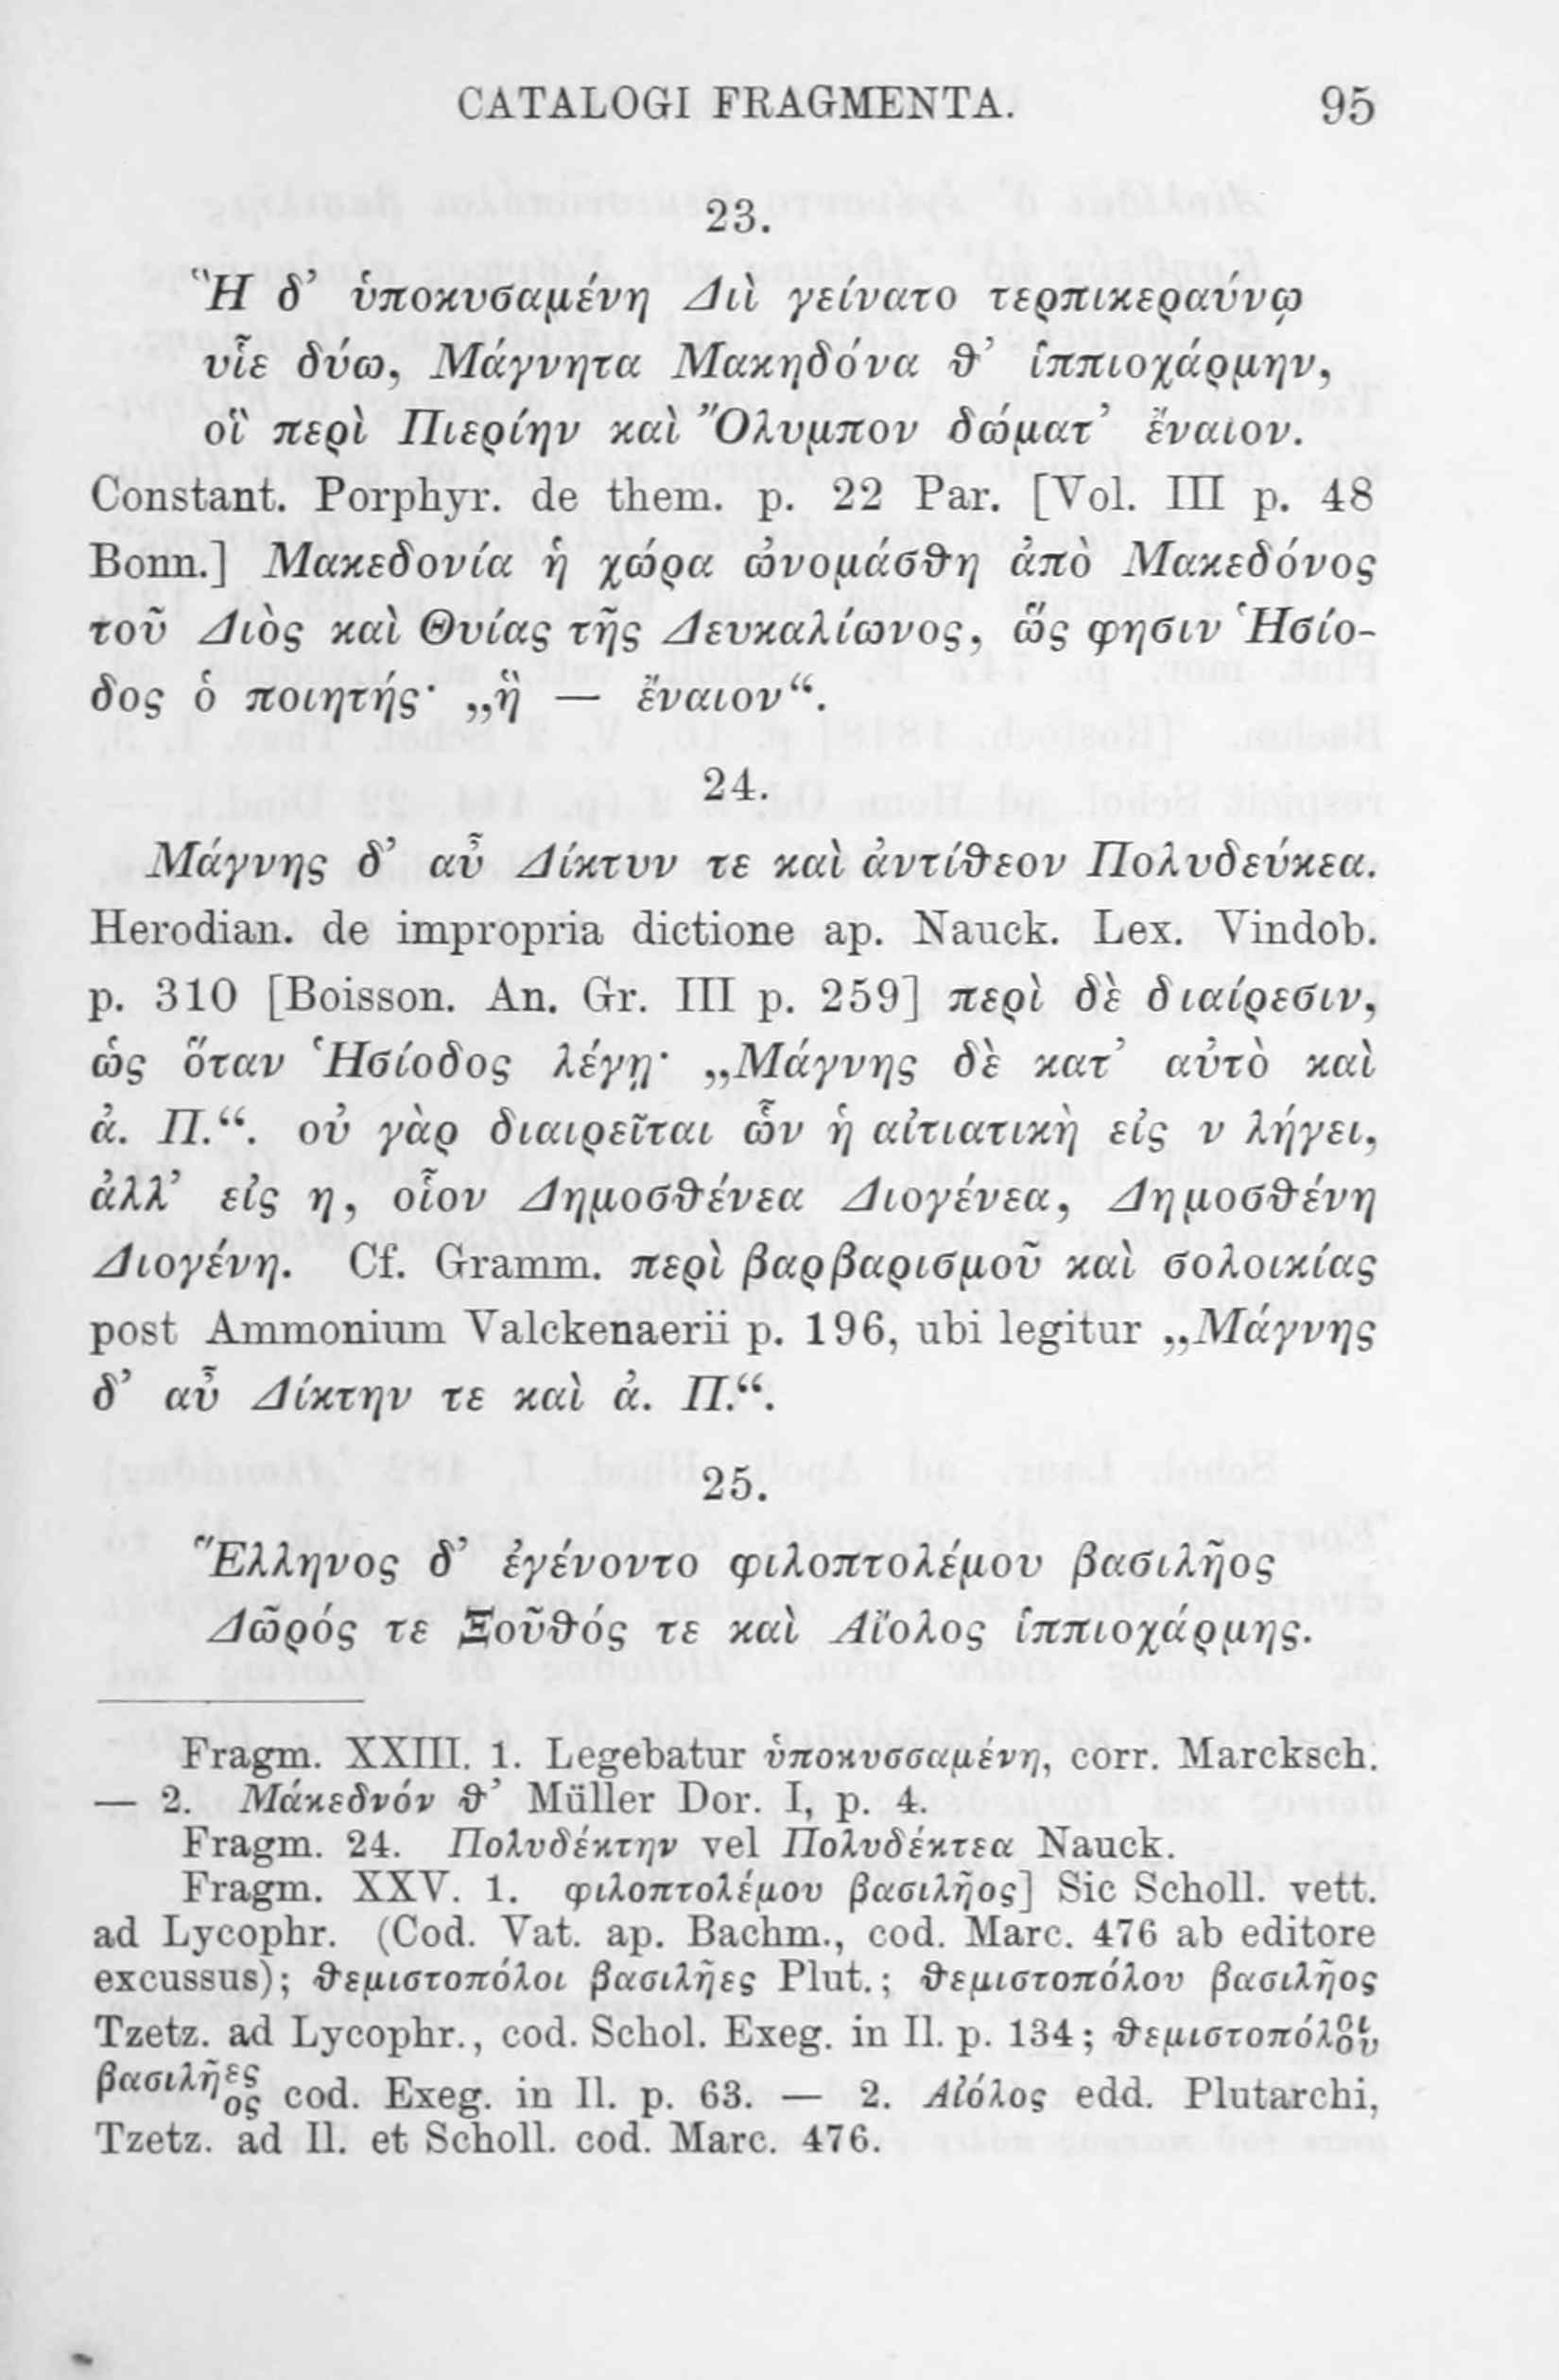 CATALOGI FRAGMENTA. 95
23.
Ἣ δ’ ὑποκυσαμένη Διὶ γείνατο τερπικεραύνῳ
υἷε δύω, Μάγνητα Μακηδόνα θ’ ἱππιοχάρμην,
οἳ περὶ Πιερίην καὶ Ὄλυμπον δώματ’ ἔναιον.
Constant. Porphyr. de them. p. 22 Par. [Vol. III p. 48
Bonn.] Μακεδονία ἡ χώρα ὠνομάσθη ἀπὸ Μακεδόνος
τοῦ Διὸς καὶ Θυίας τῆς Δευκαλίωνος, ὥς φησιν Ἡσίο-
δος ὁ ποιητής· „ἣ — ἔναιον“.
24.
Μάγνης δ’ αὖ Δίκτυν τε καὶ ἀντίθεον Πολυδεύκεα.
Herodian. de impropria dictione ap. Nauck. Lex. Vindob.
p. 310 [Boisson. An. Gr. III p. 259] περὶ δὲ διαίρεσιν,
ὡς ὅταν Ἡσίοδος λέγῃ· „Μάγνης δὲ κατ’ αὐτὸ καὶ
ἀ. Π.“. οὐ γὰρ διαιρεῖται ὧν ἡ αἰτιατικὴ εἰς ν λήγει,
ἀλλ’ εἰς η, οἷον Δημοσθένεα Διογένεα, Δημοσθένη
Διογένη. Cf. Gramm. περὶ βαρβαρισμοῦ καὶ σολοικίας
post Ammonium Valckenaerii p. 196, ubi legitur „Μάγνης
δ’ αὖ Δίκτην τε καὶ ἀ. Π.“.
25.
Ἕλληνος δ’ ἐγένοντο φιλοπτολέμου βασιλῆος
Δῶρός τε Ξοῦθός τε καὶ Αἴολος ἱππιοχάρμης.
Fragm. XXIII. 1. Legebatur ὑποκυσσαμένη, corr. Marcksch.
— 2. Μάκεδνόν θ’ Müller Dor. I, p. 4.
Fragm. 24. Πολυδέκτην vel Πολυδέκτεα Nauck.
Fragm. XXV. 1. φιλοπτολέμου βασιλῆος] Sic Scholl. vett.
ad Lycophr. (Cod. Vat. ap. Bachm., cod. Marc. 476 ab editore
excussus); θεμιστοπόλοι βασιλῆες Plut.; θεμιστοπόλου βασιλῆος
Tzetz. ad Lycophr., cod. Schol. Exeg. in Il. p. 134; θεμιστοπόλοιου
βασιλῆεςος cod. Exeg. in Il. p. 63. — 2. Αἰόλος edd. Plutarchi,
Tzetz. ad Il. et Scholl. cod. Marc. 476.